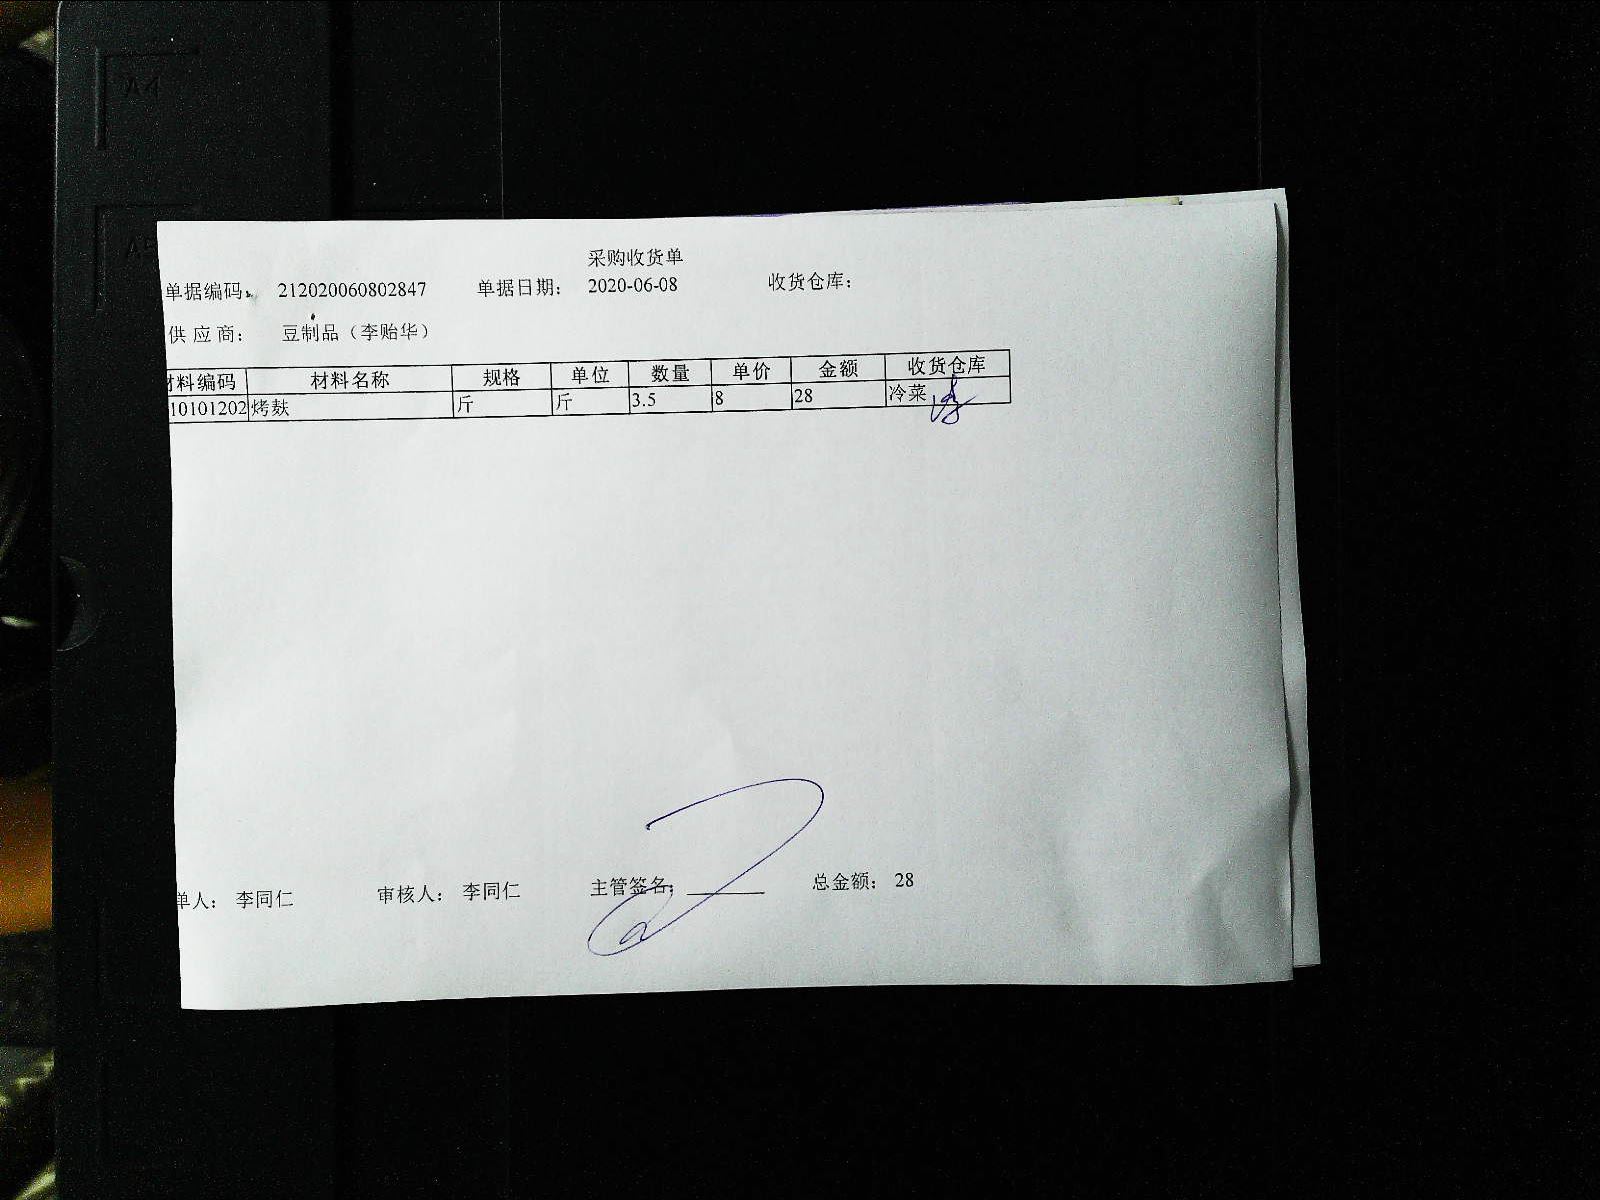 A4
A5
采购收货单
单据编码： 212020060802847 单据日期： 2020-06-08 收货仓库：
供应商： 豆制品（李贻华）
材料编码 材料名称 规格 单位 数量 单价 金额 收货仓库
10101202 烤麸 斤 斤 3.5 8 28 冷菜
单人： 李同仁 审核人： 李同仁 主管签名： 总金额： 28